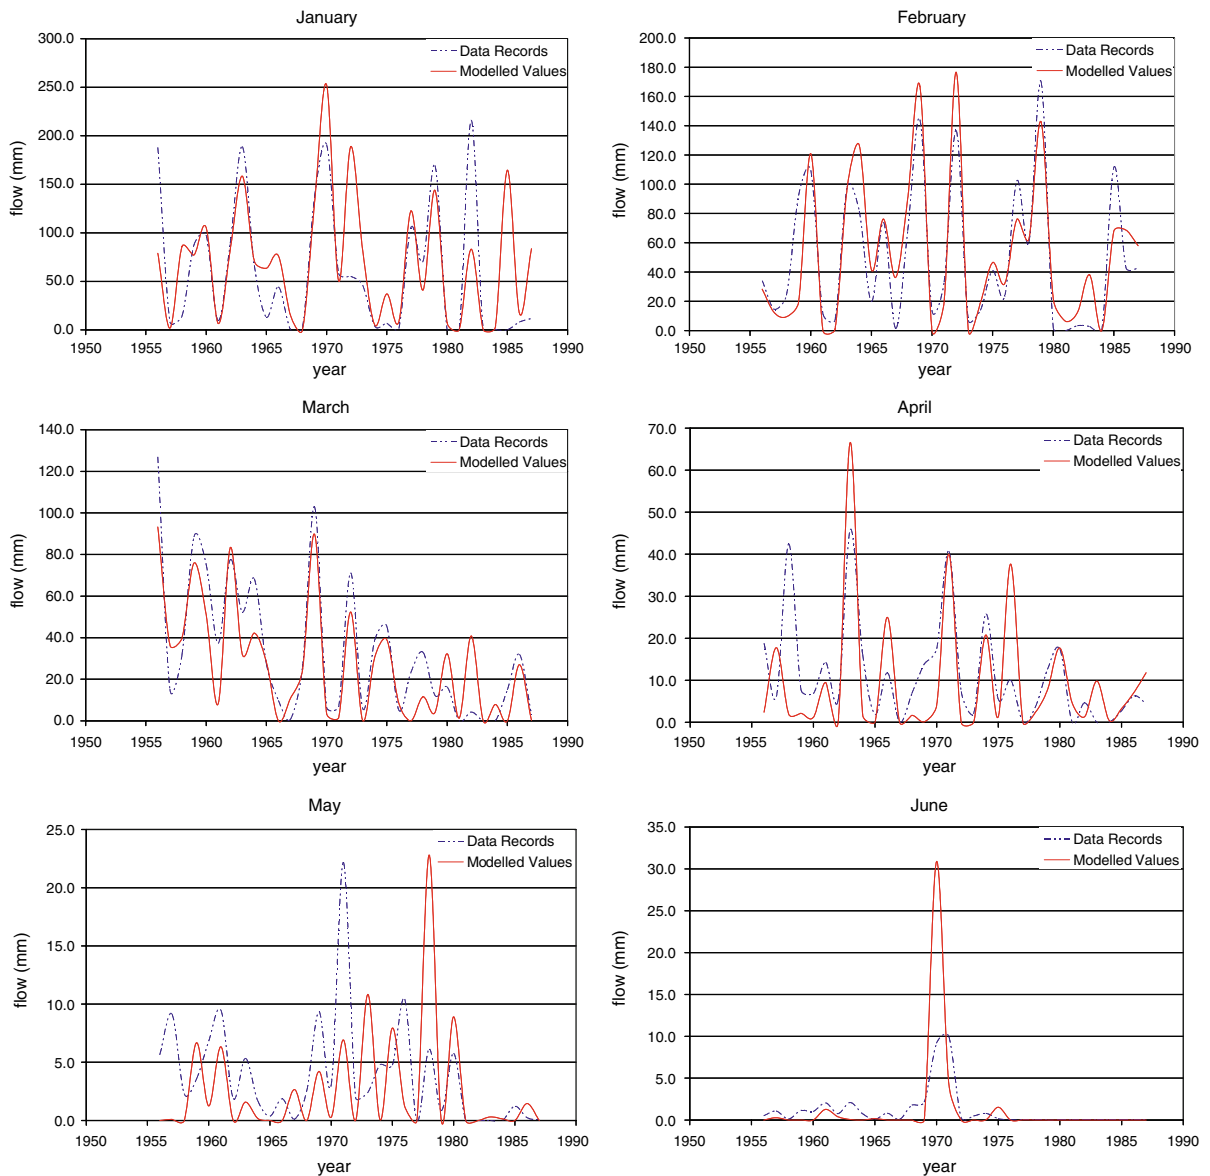 January
300.0
250.0
200.0
150.0
100.0
50.0
0.0
flow (mm)
Data Records
Modelled Values
1950 1955 1960 1965 1970 1975 1980 1985 1990
year
February
200.0
180.0
160.0
140.0
120.0
100.0
80.0
60.0
40.0
20.0
0.0
flow (mm)
Data Records
Modelled Values
1950 1955 1960 1965 1970 1975 1980 1985 1990
year
March
140.0
120.0
100.0
80.0
60.0
40.0
20.0
0.0
flow (mm)
Data Records
Modelled Values
1950 1955 1960 1965 1970 1975 1980 1985 1990
year
April
70.0
60.0
50.0
40.0
30.0
20.0
10.0
0.0
flow (mm)
Data Records
Modelled Values
1950 1955 1960 1965 1970 1975 1980 1985 1990
year
May
25.0
20.0
15.0
10.0
5.0
0.0
flow (mm)
Data Records
Modelled Values
1950 1955 1960 1965 1970 1975 1980 1985 1990
year
June
35.0
30.0
25.0
20.0
15.0
10.0
5.0
0.0
flow (mm)
Data Records
Modelled Values
1950 1955 1960 1965 1970 1975 1980 1985 1990
year